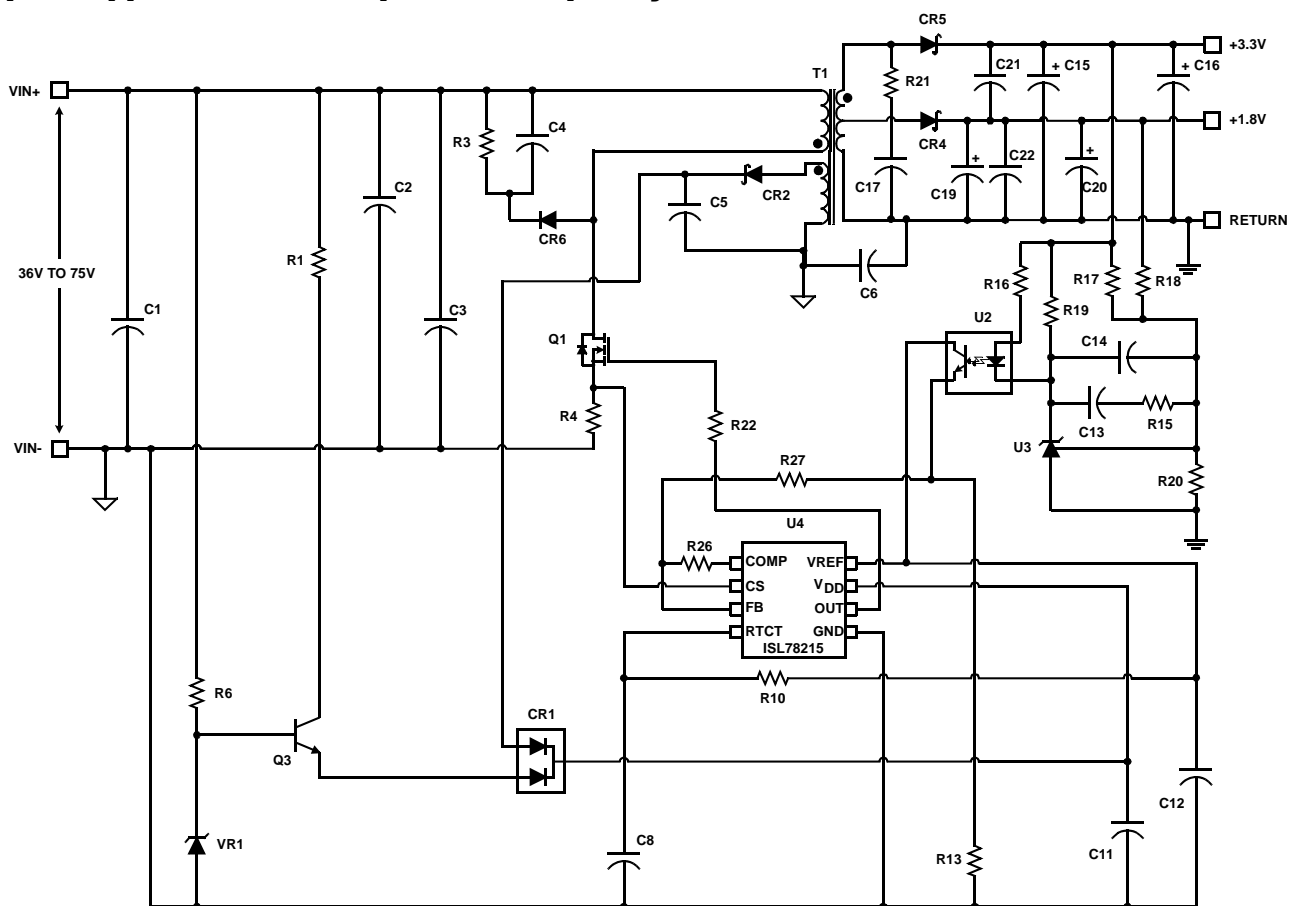 CR5
+3.3V
T1
R21
C21
+ C15
+ C16
VIN+
CR4
+1.8V
R3
C4
C2
C5
CR2
C17
C19
+
C22
+
C20
CR6
RETURN
36V TO 75V
R1
C6
R16
R17
R18
C1
C3
Q1
U2
R19
C14
R4
R22
C13
R15
VIN-
U3
R27
R20
U4
R26
COMP
VREF
CS
VDD
FB
OUT
RTCT
GND
ISL78215
R10
R6
CR1
Q3
C12
VR1
C8
R13
C11